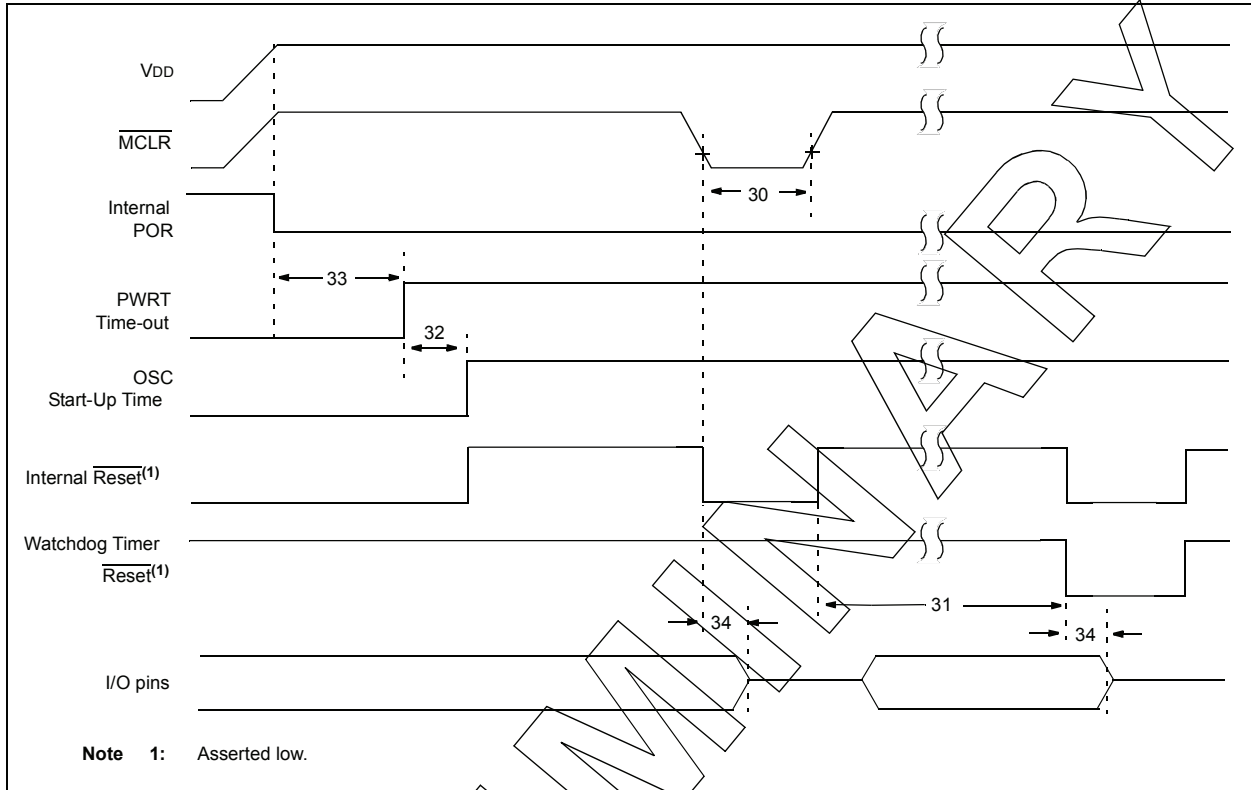 VDD
MCLR
30
Internal
POR
33
PWRT
Time-out
32
OSC
Start-Up Time
Internal Reset(1)
Watchdog Timer
Reset(1)
31
34
34
I/O pins
Note 1: Asserted low.
M I N A R Y